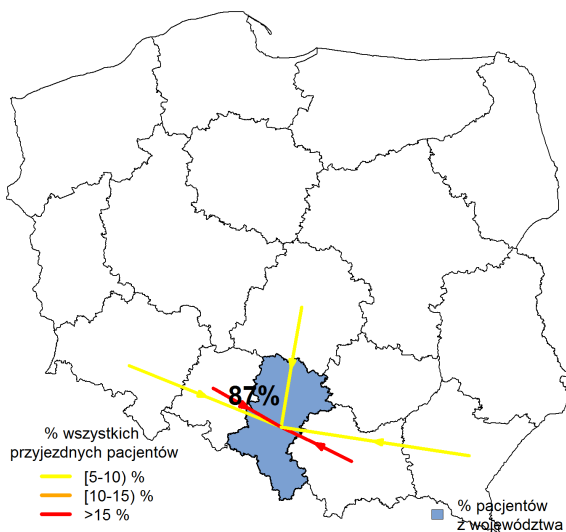 87%
% wszystkich
przyjezdnych pacjentów
[5-10) %
[10-15) %
>15 %
% pacjentów
z województwa